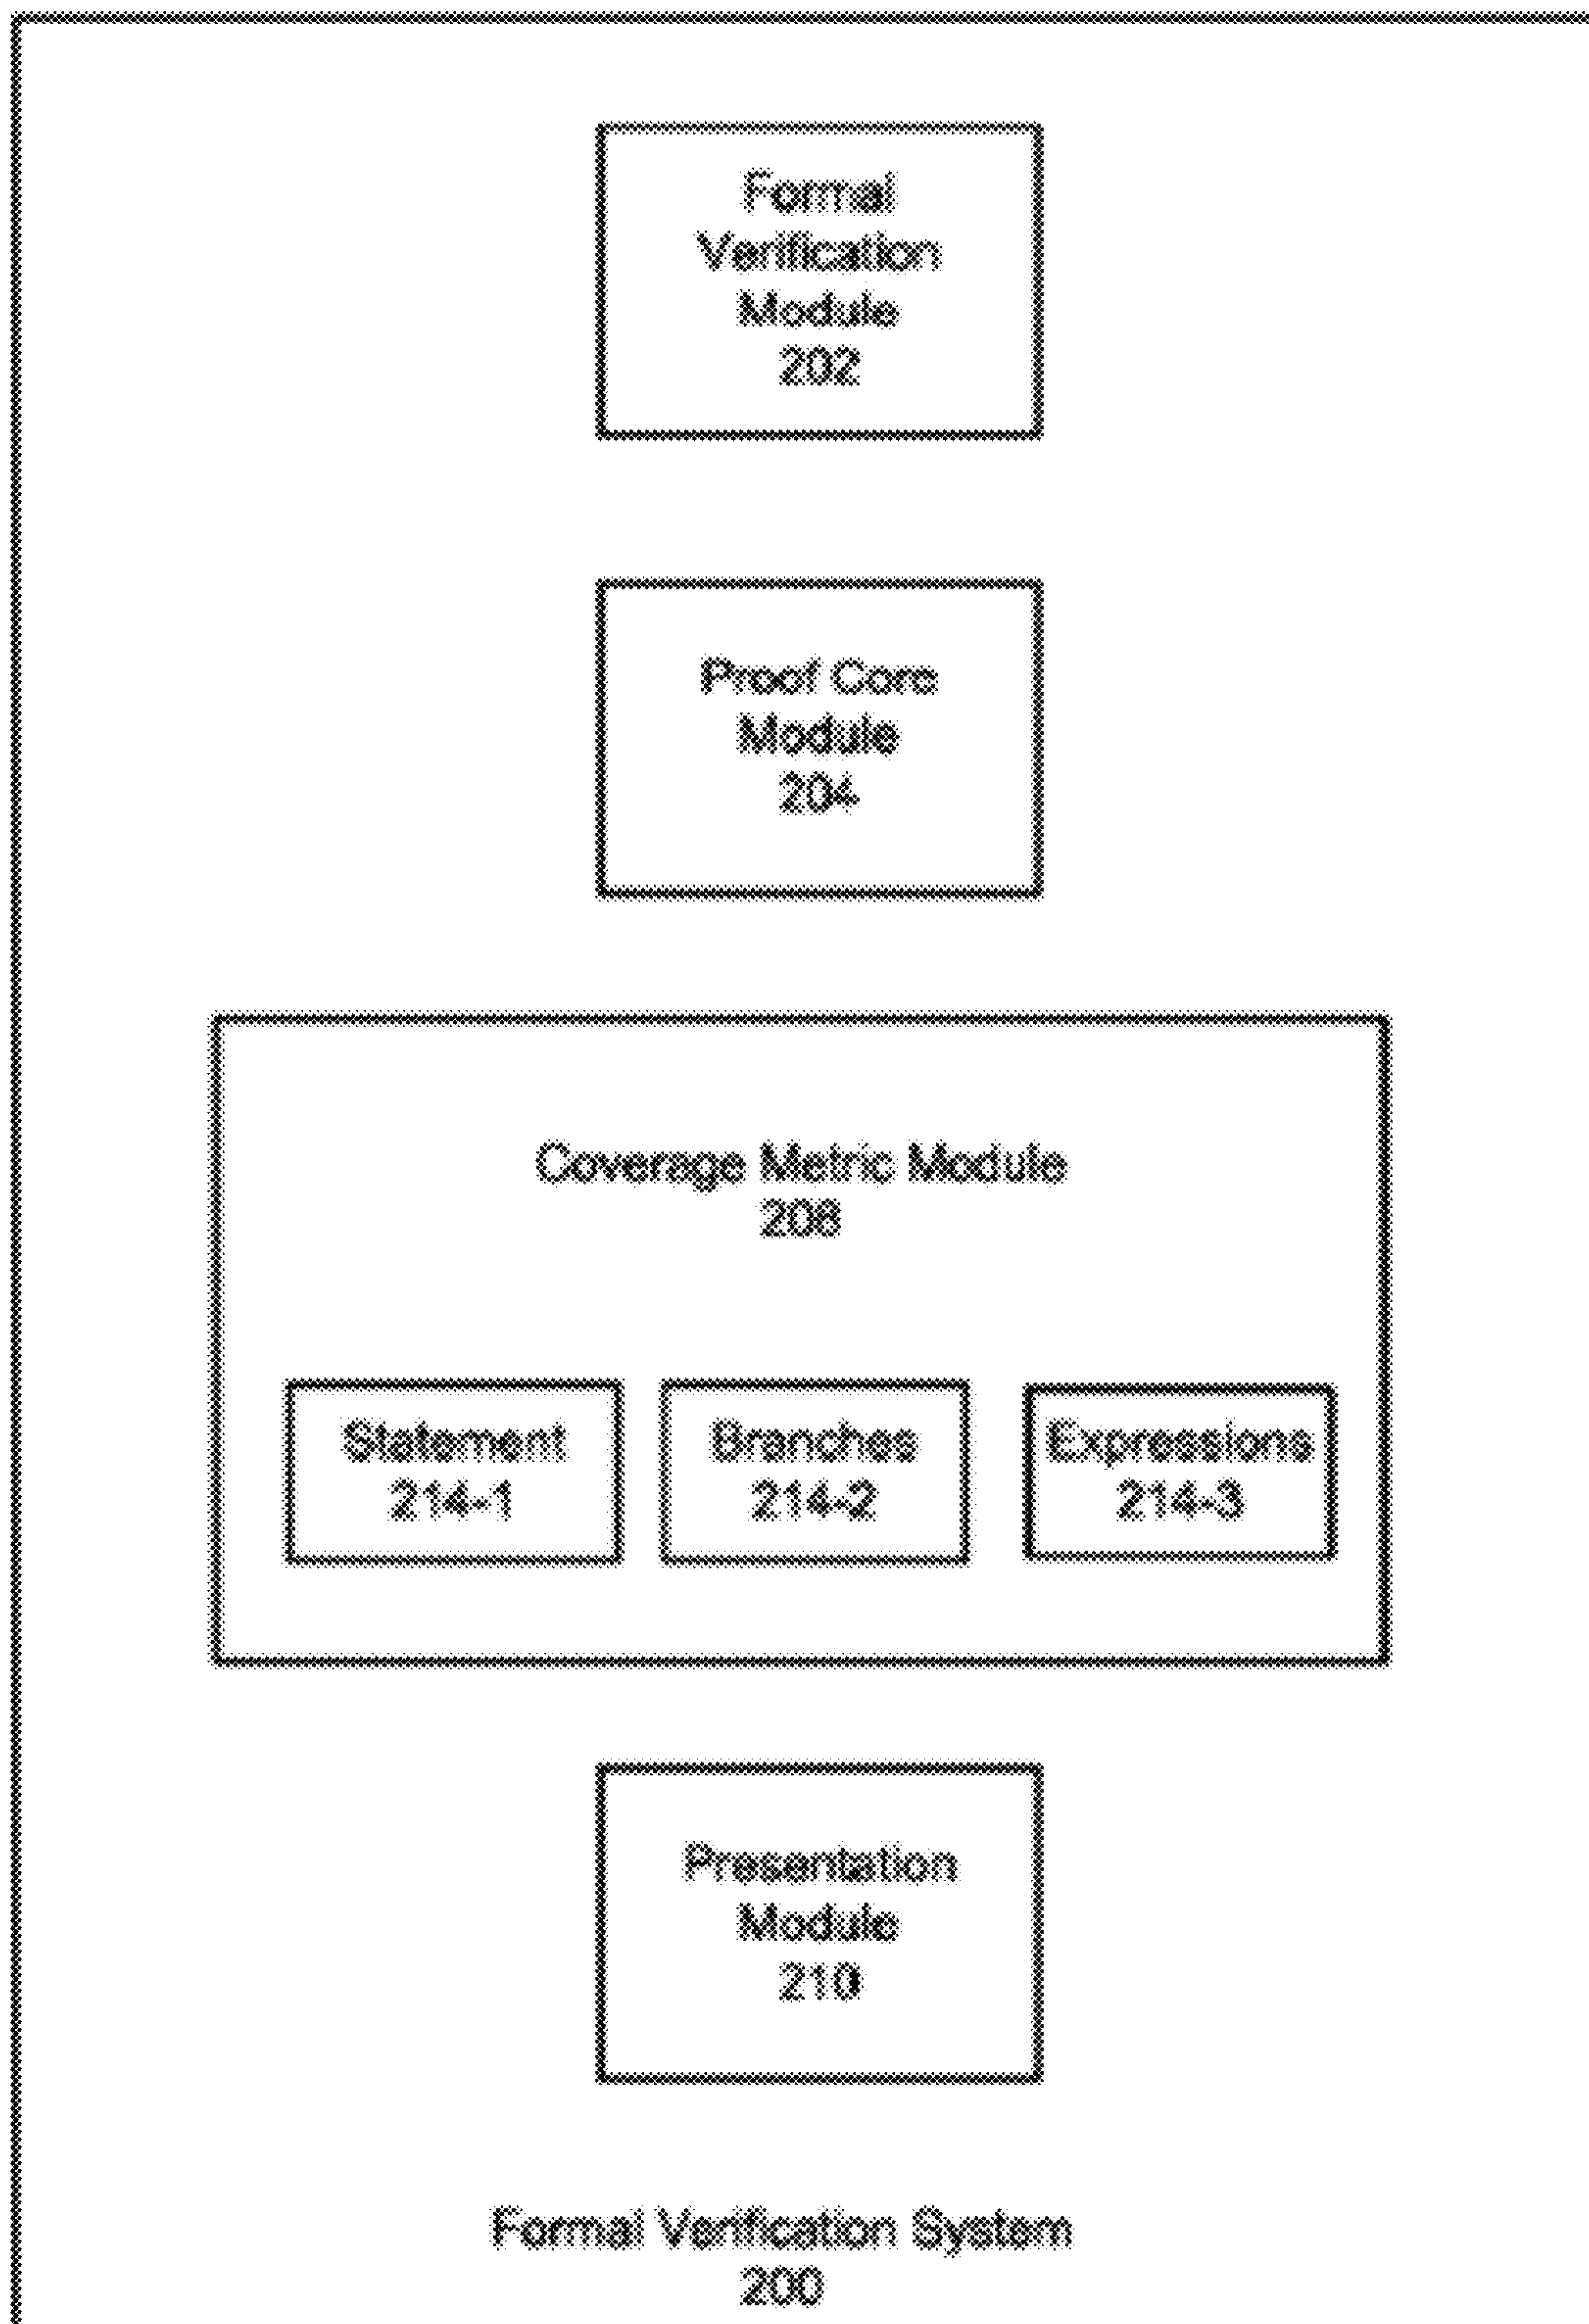 Formal
Verification
Module
202
Proof Core
Module
204
Coverage Metric Module
208
Statement
214-1
Branches
214-2
Expressions
214-3
Presentation
Module
210
Formal Verification System
200